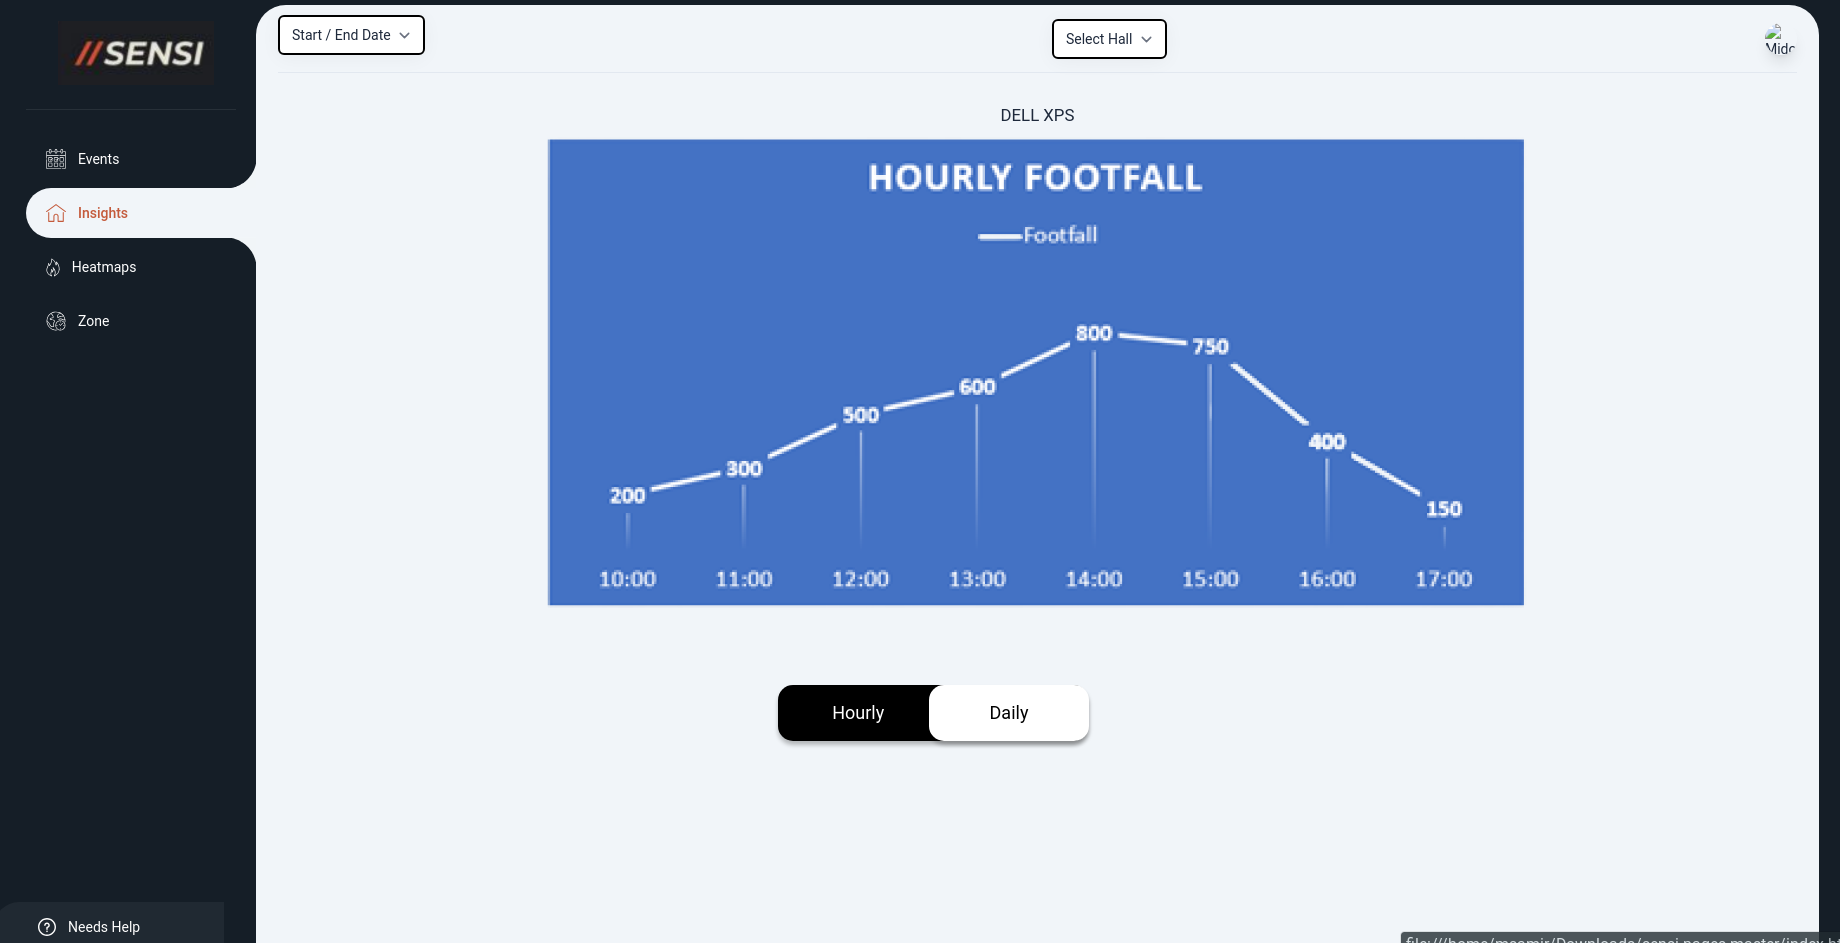 //SENSI
Events
Insights
Heatmaps
Zone
Needs Help
Start / End Date
Select Hall
DELL XPS
HOURLY FOOTFALL
Footfall
200
300
500
600
800
750
400
150
10:00
11:00
12:00
13:00
14:00
15:00
16:00
17:00
Hourly
Daily